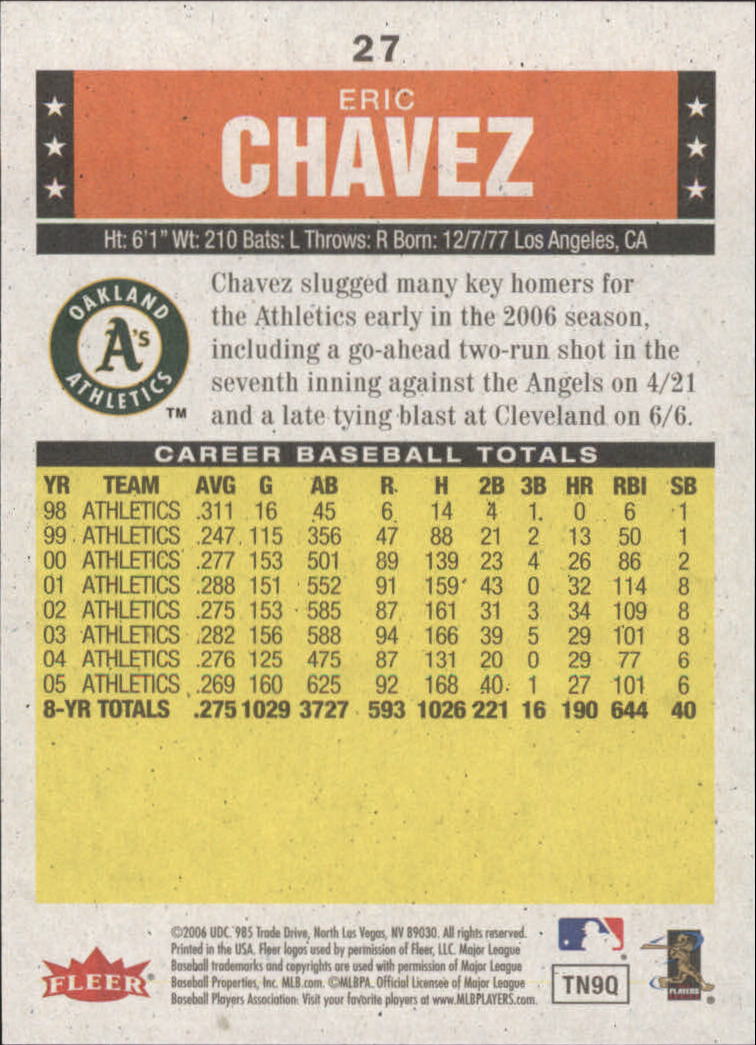 27
ERIC
CHAVEZ
Ht: 6'1" Wt: 210 Bats: L Throws: R Born: 12/7/77 Los Angeles, CA
OAKLAND
A's
ATHLETICS
TM
Chavez slugged many key homers for
the Athletics early in the 2006 season,
including a go-ahead two-run shot in the
seventh inning against the Angels on 4/21
and a late tying blast at Cleveland on 6/6.
CAREER BASEBALL TOTALS
YR TEAM AVG G AB R H 2B 3B HR RBI SB
98 ATHLETICS .311 16 45 6 14 4 1 0 6 1
99 ATHLETICS .247 115 356 47 88 21 2 13 50 1
00 ATHLETICS .277 153 501 89 139 23 4 26 86 2
01 ATHLETICS .288 151 552 91 159 43 0 32 114 8
02 ATHLETICS .275 153 585 87 161 31 3 34 109 8
03 ATHLETICS .282 156 588 94 166 39 5 29 101 8
04 ATHLETICS .276 125 475 87 131 20 0 29 77 6
05 ATHLETICS .269 160 625 92 168 40 1 27 101 6
8-YR TOTALS .275 1029 3727 593 1026 221 16 190 644 40
FLEER®
©2006 UDC. 985 Trade Drive, North Las Vegas, NV 89030. All rights reserved.
Printed in the USA. Fleer logos used by permission of Fleer, LLC. Major League
Baseball trademarks and copyrights are used with permission of Major League
Baseball Properties, Inc. MLB.com. ©MLBPA. Official Licensee of Major League
Baseball Players Association. Visit your favorite players at www.MLBPLAYERS.com.
TN9Q
PLAYERS
®